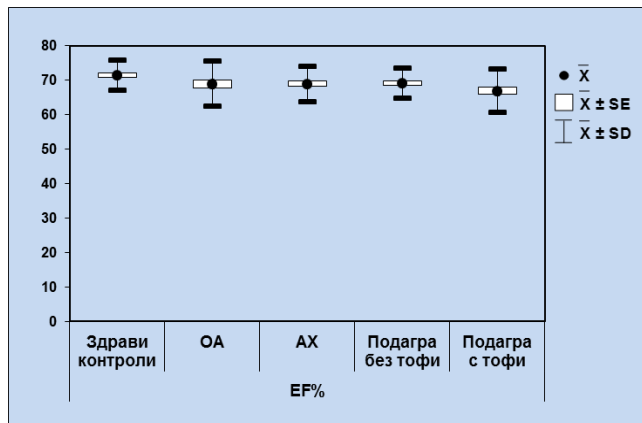 80
70
60
50
40
30
20
10
0
Здрави контроли
ОА
АХ
Подагра без тофи
Подагра с тофи
EF%
X̅
X̅ ± SE
X̅ ± SD